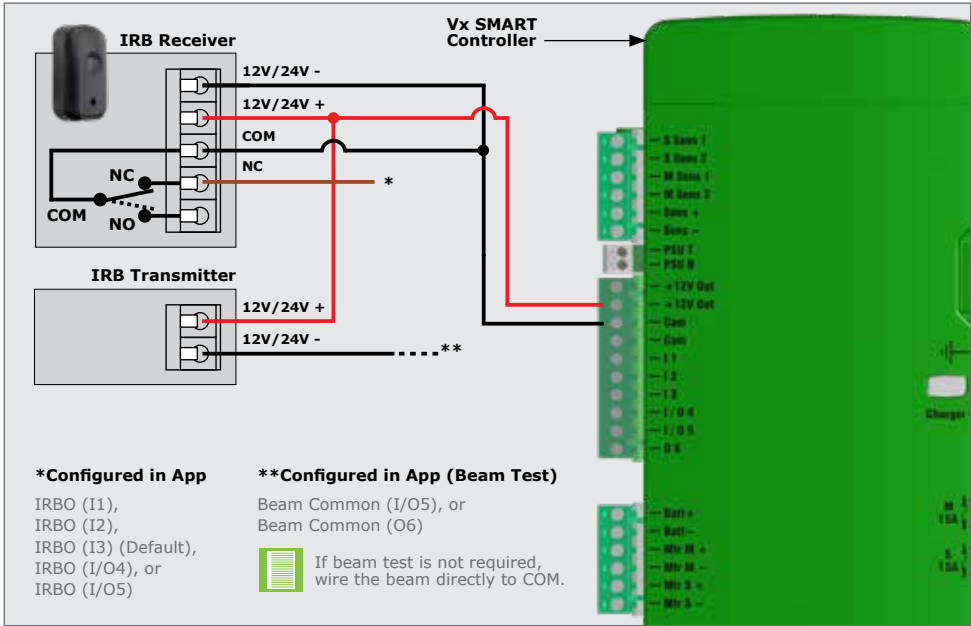 IRB Receiver
Vx SMART
Controller
12V/24V -
12V/24V +
COM
NC
*
NC
COM
NO
IRB Transmitter
12V/24V +
12V/24V -
**
S Sens 1
S Sens 2
M Sens 1
M Sens 2
Sens +
Sens -
PSU T
PSU B
+12V Out
+12V Out
Com
Com
I 1
I 2
I 3
I / O 4
I / O 5
O 6
Charger
Batt +
Batt -
Mtr M +
Mtr M -
Mtr S +
Mtr S -
M
15A
S
15A
*Configured in App
IRBO (I1),
IRBO (I2),
IRBO (I3) (Default),
IRBO (I/O4), or
IRBO (I/O5)
**Configured in App (Beam Test)
Beam Common (I/O5), or
Beam Common (O6)
If beam test is not required,
wire the beam directly to COM.